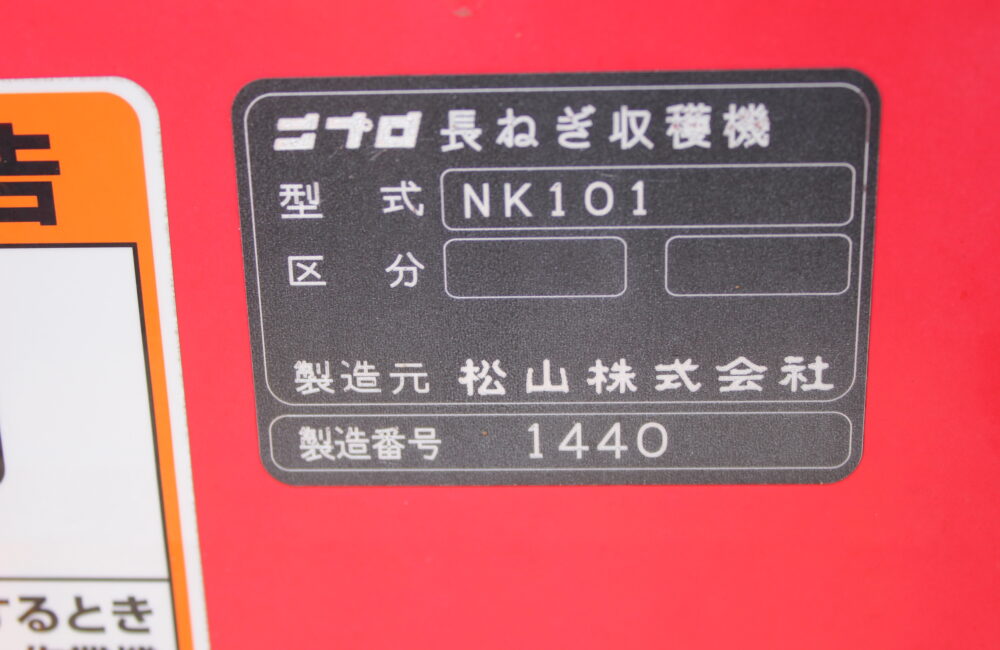 ニプロ 長ねぎ収穫機
型 式 NK101
区 分
製造元 松山株式会社
製造番号 1440
告
するとき